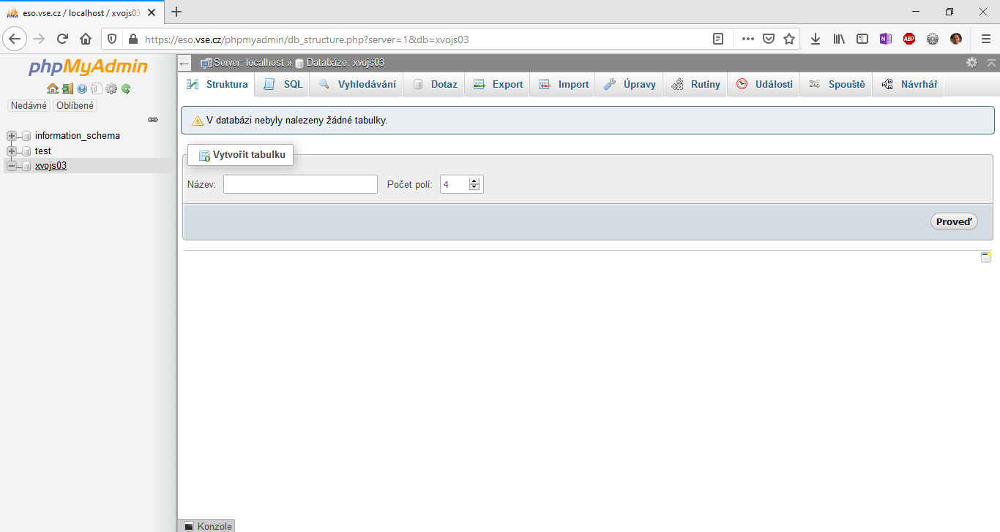 eso.vse.cz / localhost / xvojs03
https://eso.vse.cz/phpmyadmin/db_structure.php?server=1&db=xvojs03
ABP
phpMyAdmin
Nedávné Oblíbené
information_schema
test
xvojs03
Server: localhost » Databáze: xvojs03
Struktura SQL Vyhledávání Dotaz Export Import Úpravy Rutiny Události Spouště Návrhář
V databázi nebyly nalezeny žádné tabulky.
Vytvořit tabulku
Název: Počet polí: 4
Proveď
Konzole